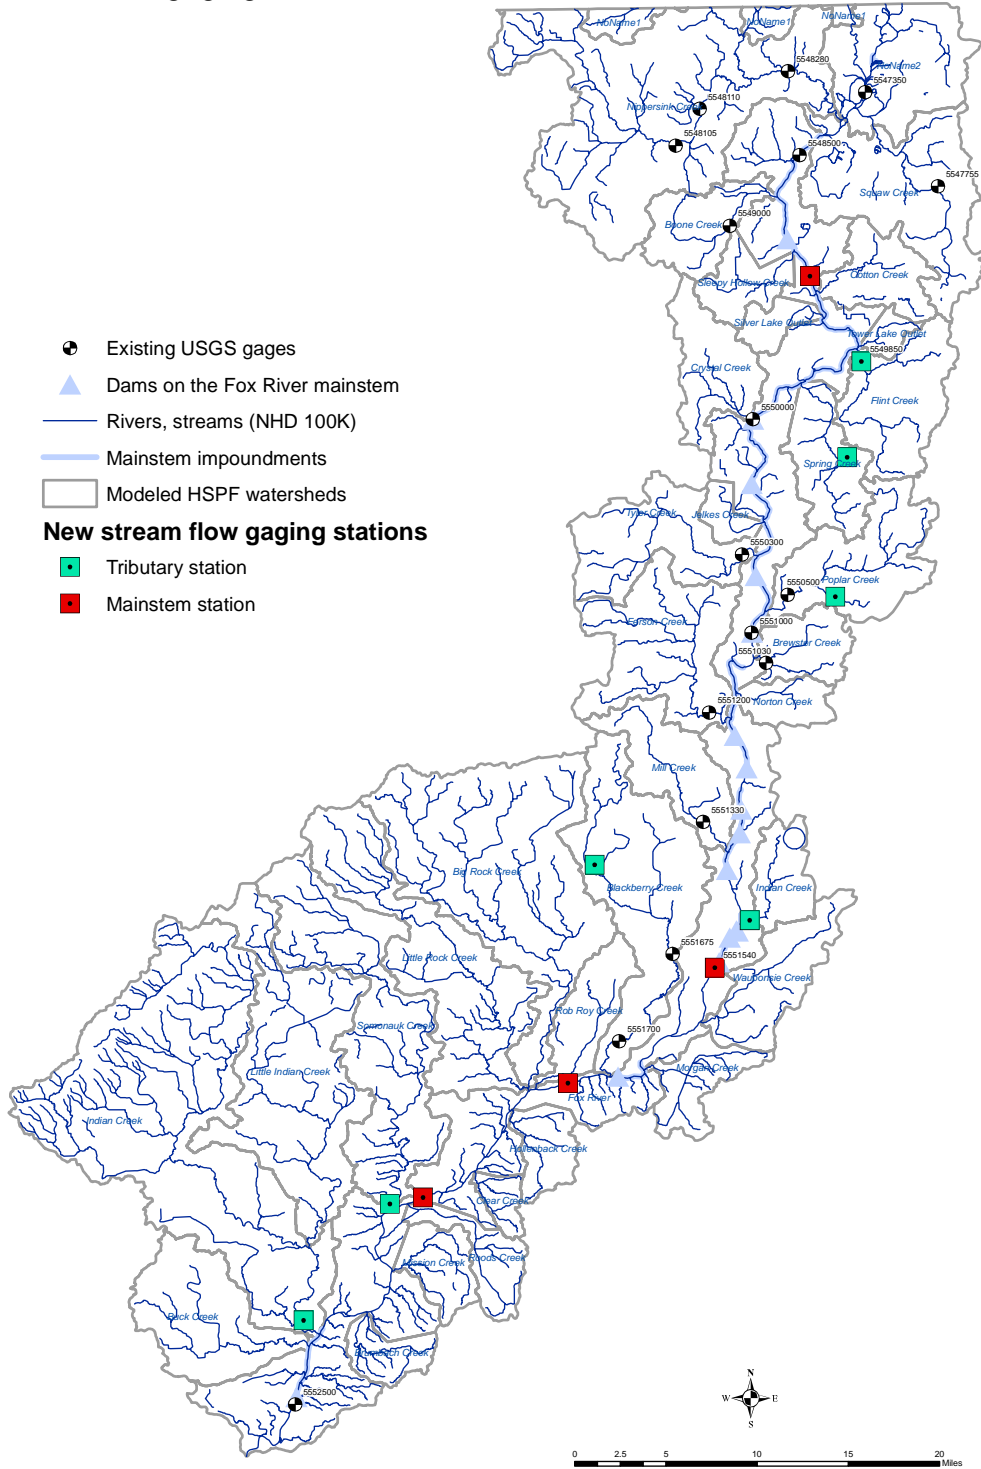 NoName1
NoName1
NoName1
5548280
NoName2
5547350
5548110
Nippersink Creek
5548105
5548500
5547755
Squaw Creek
5549000
Boone Creek
Sleepy Hollow Creek
Cotton Creek
Silver Lake Outlet
Tower Lake Outlet
5549850
Existing USGS gages
Crystal Creek
Dams on the Fox River mainstem
Flint Creek
5550000
Rivers, streams (NHD 100K)
Mainstem impoundments
Spring Creek
Modeled HSPF watersheds
Tyler Creek
Jelkes Creek
New stream flow gaging stations
5550300
Tributary station
5550500
Poplar Creek
Mainstem station
Ferson Creek
5551000
Brewster Creek
5551030
5551200
Norton Creek
Mill Creek
5551330
Big Rock Creek
Blackberry Creek
Indian Creek
5551675
5551540
Little Rock Creek
Waubonsie Creek
Rob Roy Creek
Somonauk Creek
5551700
Little Indian Creek
Morgan Creek
Fox River
Indian Creek
Hollenback Creek
Clear Creek
Roods Creek
Mission Creek
Buck Creek
Brumbach Creek
5552500
N
W E
S
0 2.5 5 10 15 20
Miles